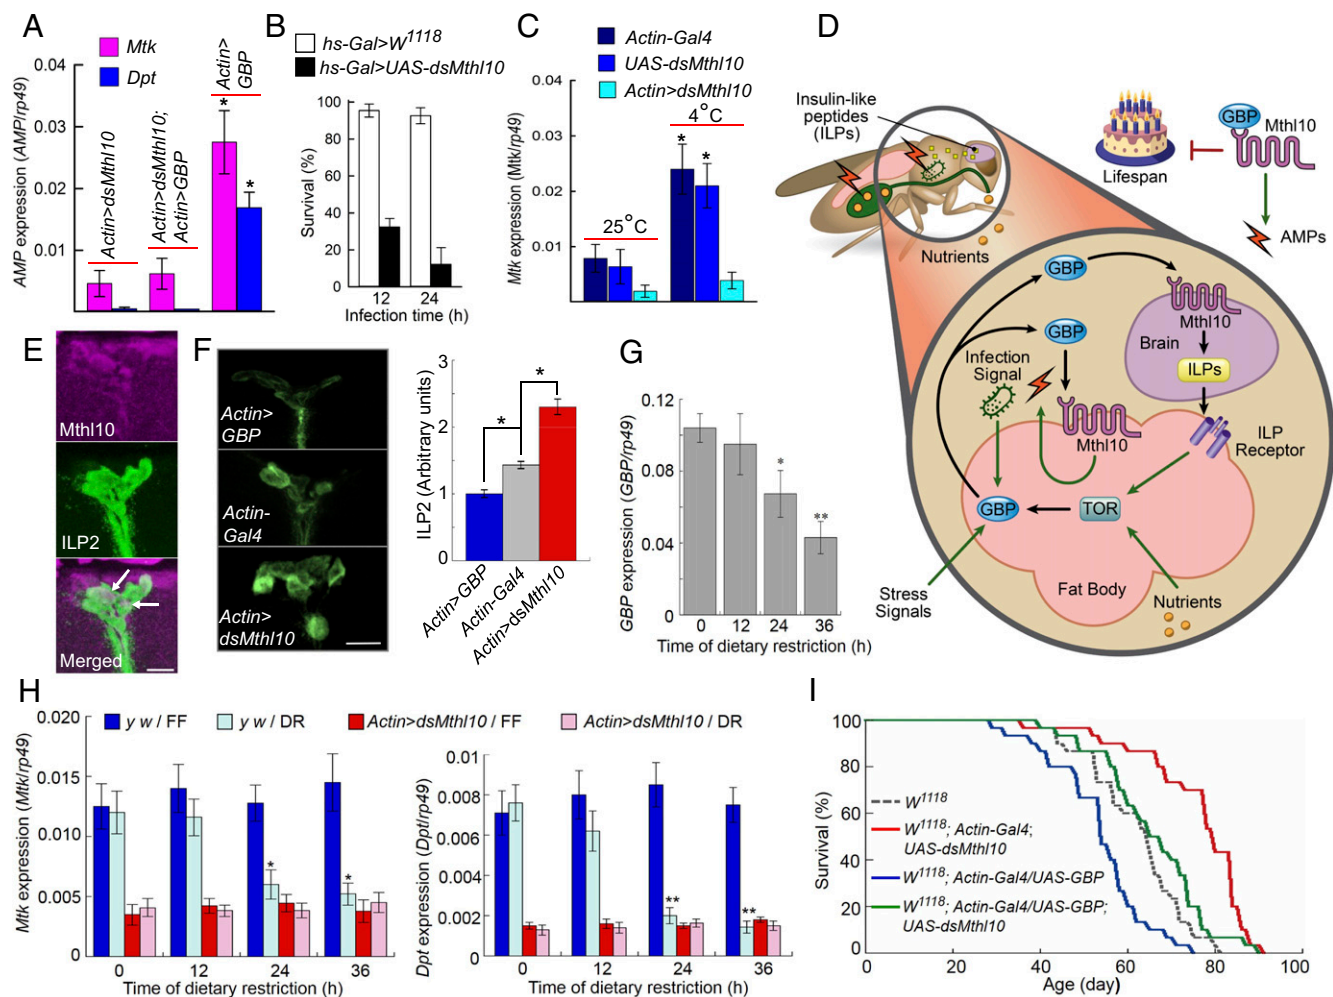 A
Mtk
Dpt
AMP expression (AMP/rp49)
0.04
0.03
0.02
0.01
Actin>dsMthl10
Actin>dsMthl10;
Actin>GBP
Actin>
GBP
*
*
B
hs-Gal>W1118
hs-Gal>UAS-dsMthl10
Survival (%)
100
80
60
40
20
0
12 24
Infection time (h)
C
Actin-Gal4
UAS-dsMthl10
Actin>dsMthl10
Mtk expression (Mtk/rp49)
0.04
0.03
0.02
0.01
25°C
4°C
*
*
D
Insulin-like
peptides
(ILPs)
Nutrients
Lifespan
GBP
Mthl10
AMPs
GBP
Mthl10
Brain
ILPs
GBP
Infection
Signal
Mthl10
ILP
Receptor
GBP
TOR
Fat Body
Stress
Signals
Nutrients
E
Mthl10
ILP2
Merged
F
Actin>
GBP
Actin-
Gal4
Actin>
dsMthl10
ILP2 (Arbitrary units)
3
2
1
0
*
*
Actin>GBP
Actin-Gal4
Actin>dsMthl10
G
GBP expression (GBP/rp49)
0.12
0.08
0.04
0
*
**
0 12 24 36
Time of dietary restriction (h)
H
y w / FF
y w / DR
Actin>dsMthl10 / FF
Actin>dsMthl10 / DR
Mtk expression (Mtk/rp49)
0.020
0.015
0.010
0.005
0
*
*
0 12 24 36
Time of dietary restriction (h)
Dpt expression (Dpt/rp49)
0.008
0.006
0.004
0.002
0
**
**
0 12 24 36
Time of dietary restriction (h)
I
Survival (%)
100
80
60
40
20
0
W1118
W1118; Actin-Gal4;
UAS-dsMthl10
W1118; Actin-Gal4/UAS-GBP
W1118; Actin-Gal4/UAS-GBP;
UAS-dsMthl10
0 20 40 60 80 100
Age (day)